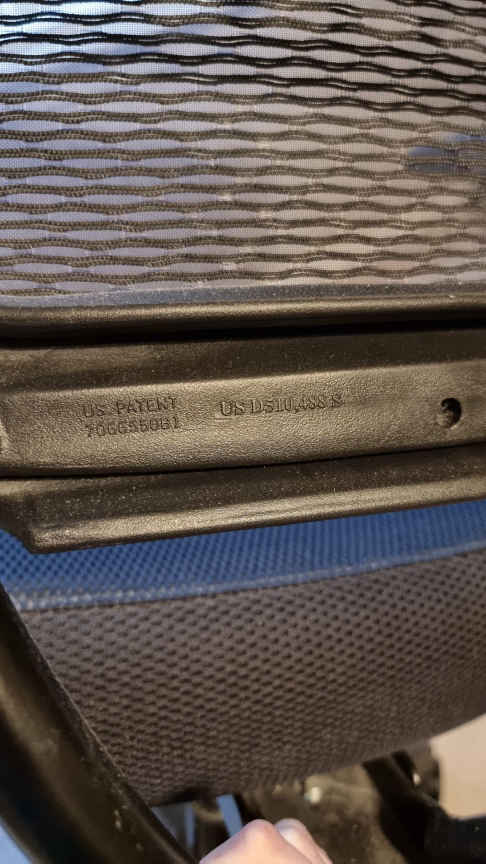 US PATENT
7066550B1
US D510,488 S